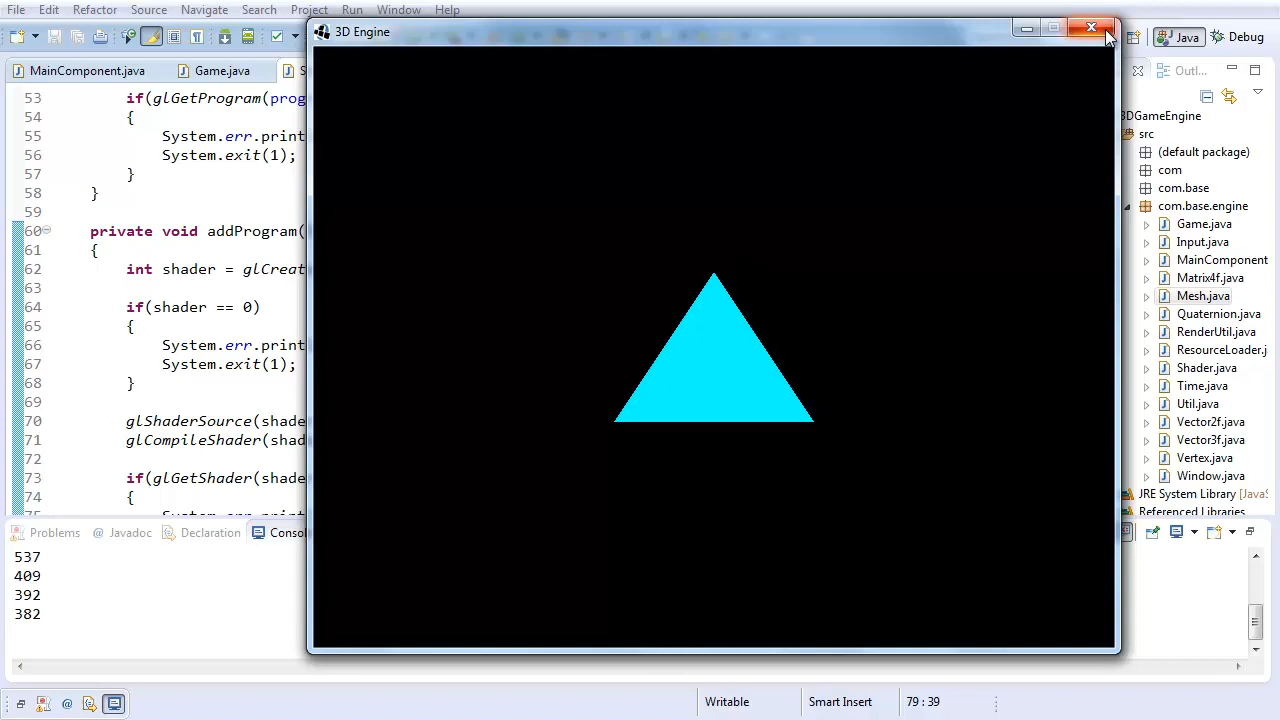 File Edit Refactor Source Navigate Search Project Run Window Help
3D Engine
Java Debug
MainComponent.java Game.java Outl...
53 if(glGetProgram(prog
54 {
55 System.err.print
56 System.exit(1);
57 }
58 }
59
60 private void addProgram(
61 {
62 int shader = glCreat
63
64 if(shader == 0)
65 {
66 System.err.print
67 System.exit(1);
68 }
69
70 glShaderSource(shade
71 glCompileShader(shad
72
73 if(glGetShader(shade
74 {
3DGameEngine
src
(default package)
com
com.base
com.base.engine
Game.java
Input.java
MainComponent
Matrix4f.java
Mesh.java
Quaternion.java
RenderUtil.java
ResourceLoader.j
Shader.java
Time.java
Util.java
Vector2f.java
Vector3f.java
Vertex.java
Window.java
JRE System Library [JavaS
Referenced Libraries
Problems @ Javadoc Declaration Consol
537
409
392
382
Writable Smart Insert 79 : 39